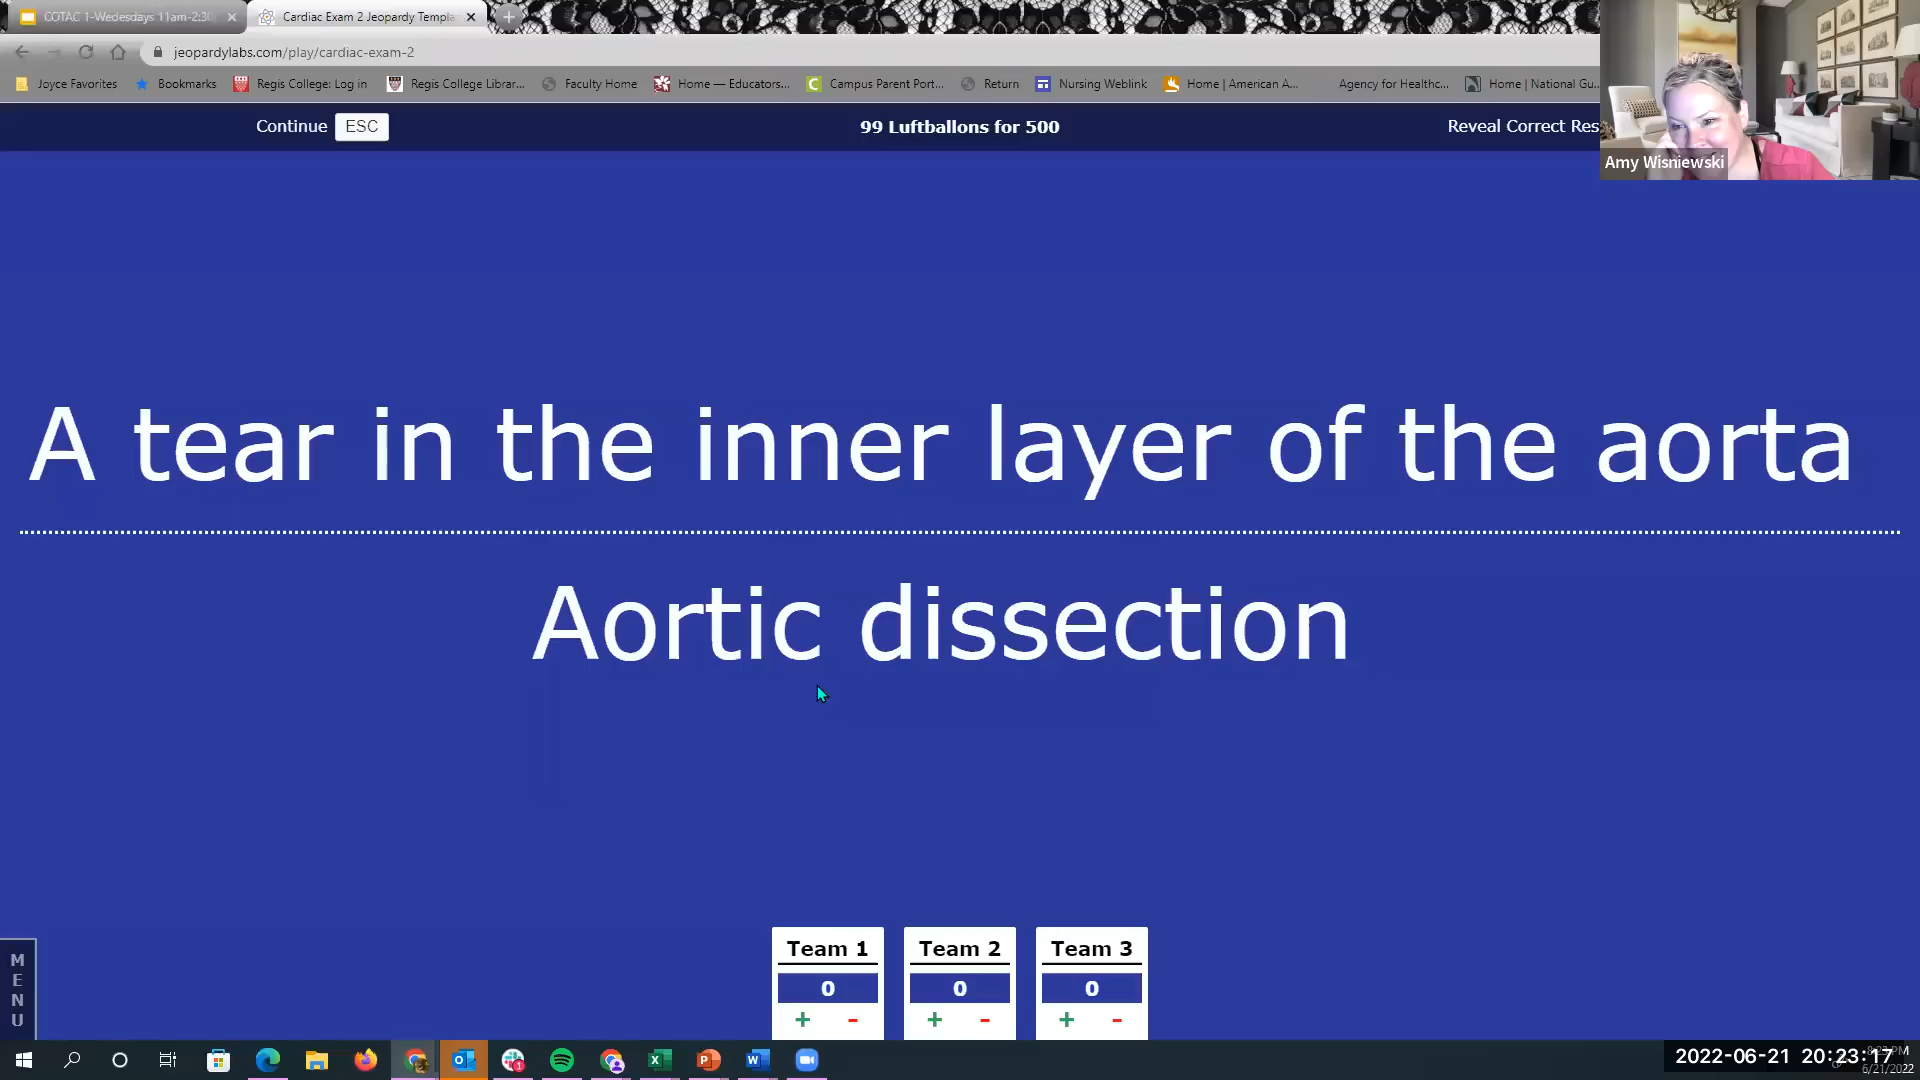 COTAC 1-Wedesdays 11am-2:30
Cardiac Exam 2 Jeopardy Templa
jeopardylabs.com/play/cardiac-exam-2
Joyce Favorites
Bookmarks
Regis College: Log in
Regis College Librar...
Faculty Home
Home — Educators...
Campus Parent Port...
Return
Nursing Weblink
Home | American A...
Agency for Healthc...
Home | National Gu...
Continue ESC
99 Luftballons for 500
Reveal Correct Res
Amy Wisniewski
A tear in the inner layer of the aorta
Aortic dissection
MENU
Team 1 Team 2 Team 3
0 0 0
+ - + - + -
2022-06-21 20:23:17
6/21/2022